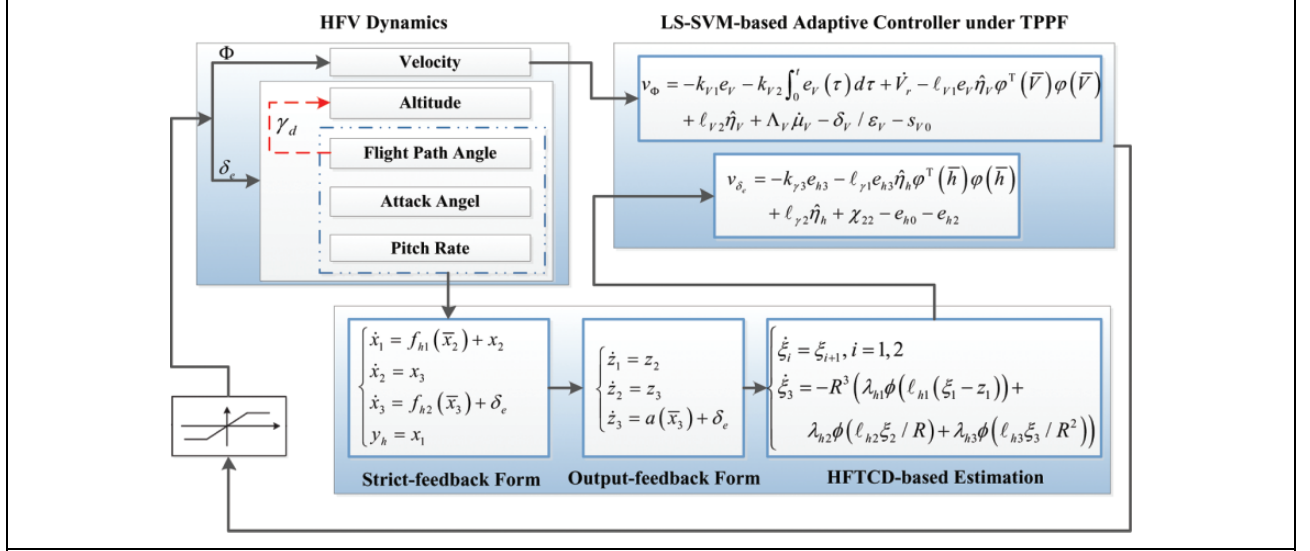 HFV Dynamics
LS-SVM-based Adaptive Controller under TPPF
Φ
Velocity
Altitude
γ_d
Flight Path Angle
δ_e
Attack Angel
Pitch Rate
v_Φ = −k_{V1}e_V − k_{V2}∫_0^t e_V(τ)dτ + V̇_r − ℓ_{V1}e_V η̂_V φ^T(V̄)φ(V̄)
+ ℓ_{V2}η̂_V + Λ_V μ̇_V − δ_V / ε_V − s_{V0}
v_{δ_e} = −k_{γ3}e_{h3} − ℓ_{γ1}e_{h3}η̂_h φ^T(h̄)φ(h̄)
+ ℓ_{γ2}η̂_h + χ_{22} − e_{h0} − e_{h2}
ẋ_1 = f_{h1}(x̄_2) + x_2
ẋ_2 = x_3
ẋ_3 = f_{h2}(x̄_3) + δ_e
y_h = x_1
Strict-feedback Form
ż_1 = z_2
ż_2 = z_3
ż_3 = a(x̄_3) + δ_e
Output-feedback Form
ξ̇_i = ξ_{i+1}, i = 1, 2
ξ̇_3 = −R^3(λ_{h1}ϕ(ℓ_{h1}(ξ_1 − z_1)) +
λ_{h2}ϕ(ℓ_{h2}ξ_2 / R) + λ_{h3}ϕ(ℓ_{h3}ξ_3 / R^2))
HFTCD-based Estimation